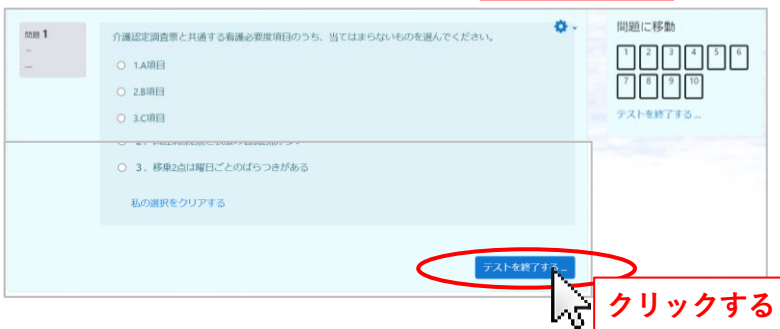 問題 1
介護認定調査票と共通する看護必要度項目のうち、当てはまらないものを選んでください。
1.A項目
2.B項目
3.C項目
3．移乗2点は曜日ごとのばらつきがある
私の選択をクリアする
テストを終了する ...
クリックする
問題に移動
1 2 3 4 5 6
7 8 9 10
テストを終了する ...